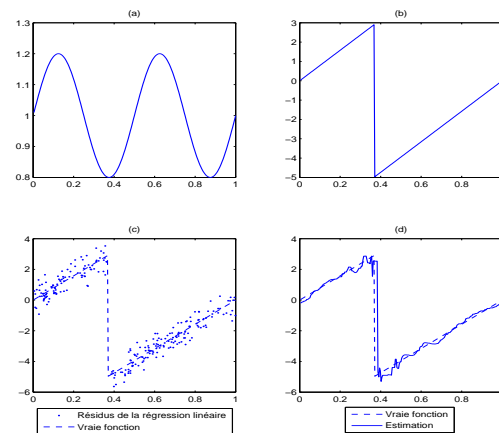 (a)
1.3
1.2
1.1
1
0.9
0.8
0 0.2 0.4 0.6 0.8 1
(b)
3
2
1
0
−1
−2
−3
−4
−5
0 0.2 0.4 0.6 0.8 1
(c)
4
2
0
−2
−4
−6
0 0.2 0.4 0.6 0.8 1
Résidus de la régression linéaire
Vraie fonction
(d)
4
2
0
−2
−4
−6
0 0.2 0.4 0.6 0.8 1
Vraie fonction
Estimation